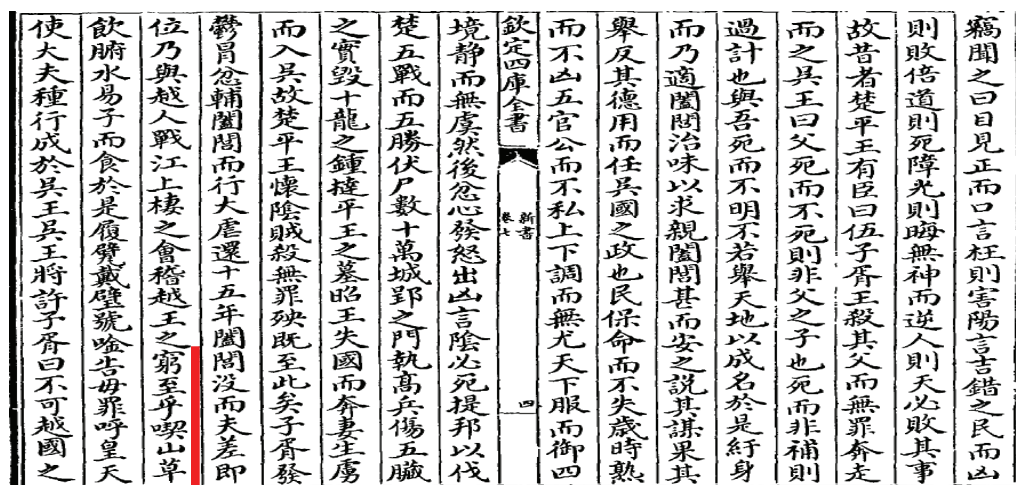 竊聞之曰目見正而口言枉則害陽言吉錯之民而凶
則敗倍道則死障光則晦無神而逆人則天必敗其事
故昔者楚平王有臣曰伍子胥王殺其父而無罪奔走
而之吳王曰父死而不死則非父之子也死而非補則
過計也與吾死而不明不若舉天地以成名於是紆身
而乃適闔閭治味以求親闔閭甚而安之說其謀果其
舉反其德用而任吳國之政也民保命而不失歲時熟
而不凶五官公而不私上下調而無尤天下服而御四
欽定四庫全書
新書
卷七
四
境静而無虞然後忿心發怒出凶言陰必死提邦以伐
楚五戰而五勝伏尸數十萬城郢之門執高兵傷五臓
之實毀十龍之鍾撻平王之墓昭王失國而奔妻生虜
而入吳故楚平王懷陰賊殺無罪殃既至此矣子胥發
鬱冒忿輔闔閭而行大虐還十五年闔閭没而夫差即
位乃與越人戰江上棲之會稽越王之窮至乎喫山草
飲腑水易子而食於是履甓戴璧號唫告毋罪呼皇天
使大夫種行成於吳王吳王將許子胥曰不可越國之